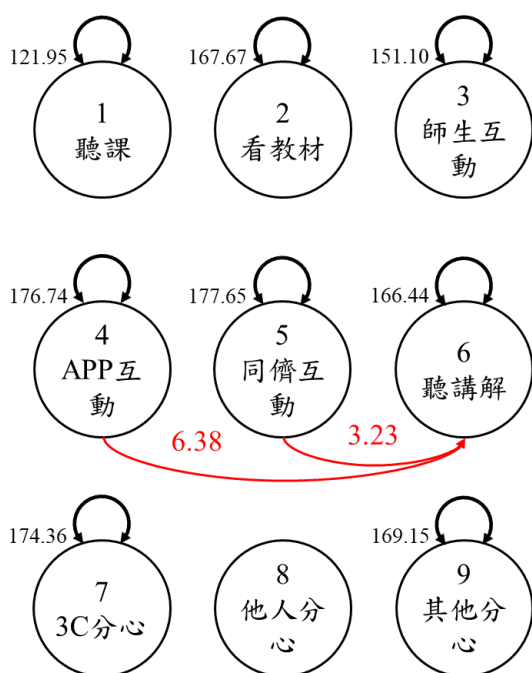 121.95
1
聽課
167.67
2
看教材
151.10
3
師生互
動
176.74
4
APP互
動
177.65
5
同儕互
動
166.44
6
聽講解
6.38
3.23
174.36
7
3C分心
8
他人分
心
169.15
9
其他分
心